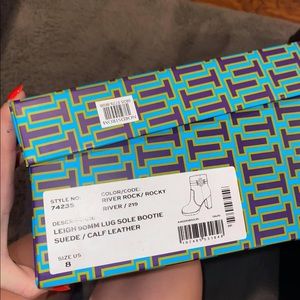 NORDSTROM
STYLE NO:
74235
COLOR/CODE:
RIVER ROCK/ ROCKY
RIVER / 219
LEIGH 90MM LUG SOLE BOOTIE
SUEDE / CALF LEATHER
SIZE US
8